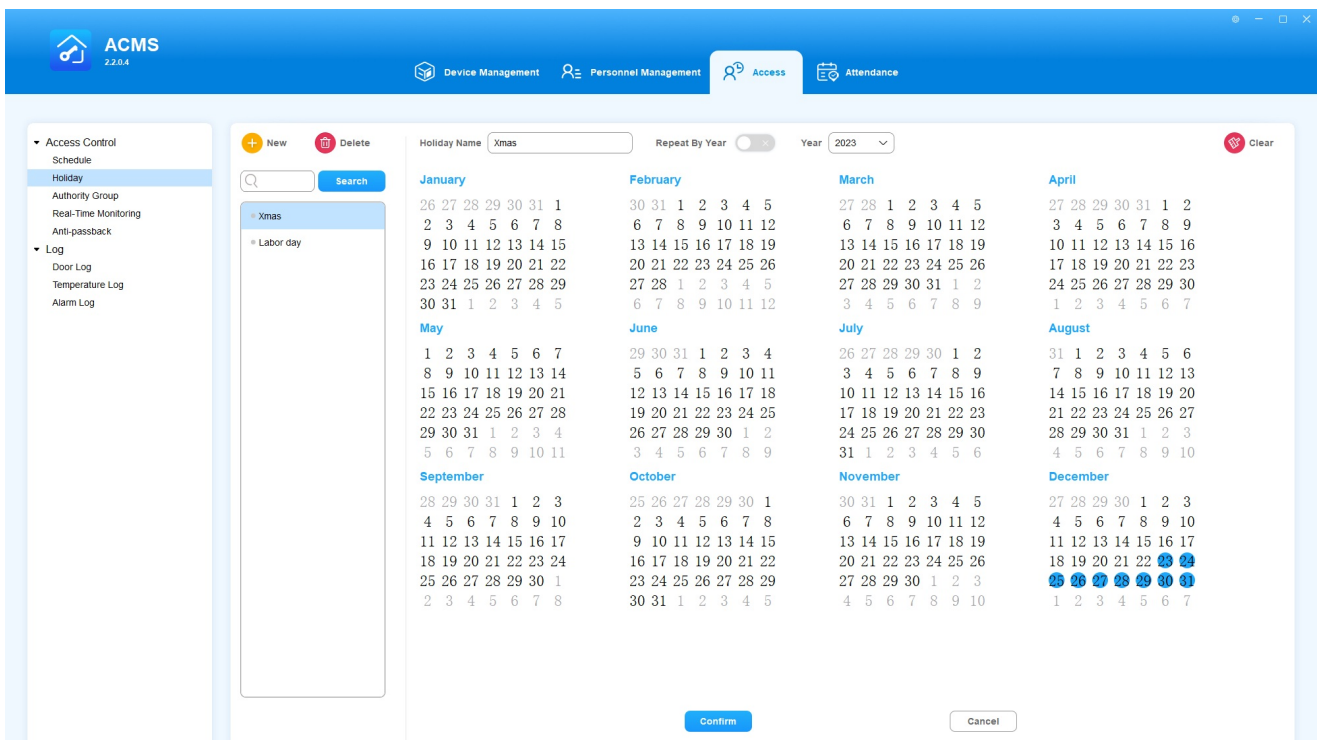 ACMS
2.2.0.4
Device Management
Personnel Management
Access
Attendance
Access Control
Schedule
Holiday
Authority Group
Real-Time Monitoring
Anti-passback
Log
Door Log
Temperature Log
Alarm Log
New
Delete
Search
Xmas
Labor day
Holiday Name Xmas Repeat By Year Year 2023 Clear
January February March April
26 27 28 29 30 31 1 30 31 1 2 3 4 5 27 28 1 2 3 4 5 27 28 29 30 31 1 2
2 3 4 5 6 7 8 6 7 8 9 10 11 12 6 7 8 9 10 11 12 3 4 5 6 7 8 9
9 10 11 12 13 14 15 13 14 15 16 17 18 19 13 14 15 16 17 18 19 10 11 12 13 14 15 16
16 17 18 19 20 21 22 20 21 22 23 24 25 26 20 21 22 23 24 25 26 17 18 19 20 21 22 23
23 24 25 26 27 28 29 27 28 1 2 3 4 5 27 28 29 30 31 1 2 24 25 26 27 28 29 30
30 31 1 2 3 4 5 6 7 8 9 10 11 12 3 4 5 6 7 8 9 1 2 3 4 5 6 7
May June July August
1 2 3 4 5 6 7 29 30 31 1 2 3 4 26 27 28 29 30 1 2 31 1 2 3 4 5 6
8 9 10 11 12 13 14 5 6 7 8 9 10 11 3 4 5 6 7 8 9 7 8 9 10 11 12 13
15 16 17 18 19 20 21 12 13 14 15 16 17 18 10 11 12 13 14 15 16 14 15 16 17 18 19 20
22 23 24 25 26 27 28 19 20 21 22 23 24 25 17 18 19 20 21 22 23 21 22 23 24 25 26 27
29 30 31 1 2 3 4 26 27 28 29 30 1 2 24 25 26 27 28 29 30 28 29 30 31 1 2 3
5 6 7 8 9 10 11 3 4 5 6 7 8 9 31 1 2 3 4 5 6 4 5 6 7 8 9 10
September October November December
28 29 30 31 1 2 3 25 26 27 28 29 30 1 30 31 1 2 3 4 5 27 28 29 30 1 2 3
4 5 6 7 8 9 10 2 3 4 5 6 7 8 6 7 8 9 10 11 12 4 5 6 7 8 9 10
11 12 13 14 15 16 17 9 10 11 12 13 14 15 13 14 15 16 17 18 19 11 12 13 14 15 16 17
18 19 20 21 22 23 24 16 17 18 19 20 21 22 20 21 22 23 24 25 26 18 19 20 21 22 23 24
25 26 27 28 29 30 1 23 24 25 26 27 28 29 27 28 29 30 1 2 3 25 26 27 28 29 30 31
2 3 4 5 6 7 8 30 31 1 2 3 4 5 4 5 6 7 8 9 10 1 2 3 4 5 6 7
Confirm Cancel